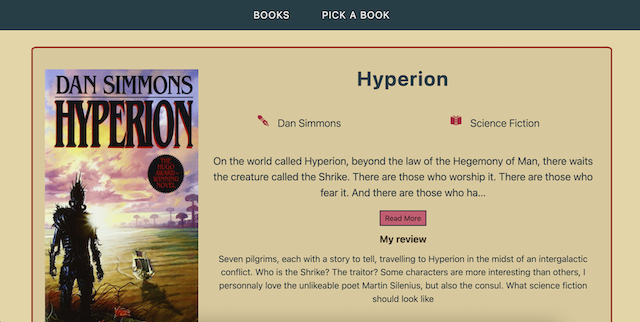 BOOKS PICK A BOOK
DAN SIMMONS
HYPERION
THE
HUGO
AWARD-
WINNING
NOVEL
Hyperion
Dan Simmons Science Fiction
On the world called Hyperion, beyond the law of the Hegemony of Man, there waits
the creature called the Shrike. There are those who worship it. There are those who
fear it. And there are those who ha...
Read More
My review
Seven pilgrims, each with a story to tell, travelling to Hyperion in the midst of an intergalactic
conflict. Who is the Shrike? The traitor? Some characters are more interesting than others, I
personnaly love the unlikeable poet Martin Silenius, but also the consul. What science fiction
should look like